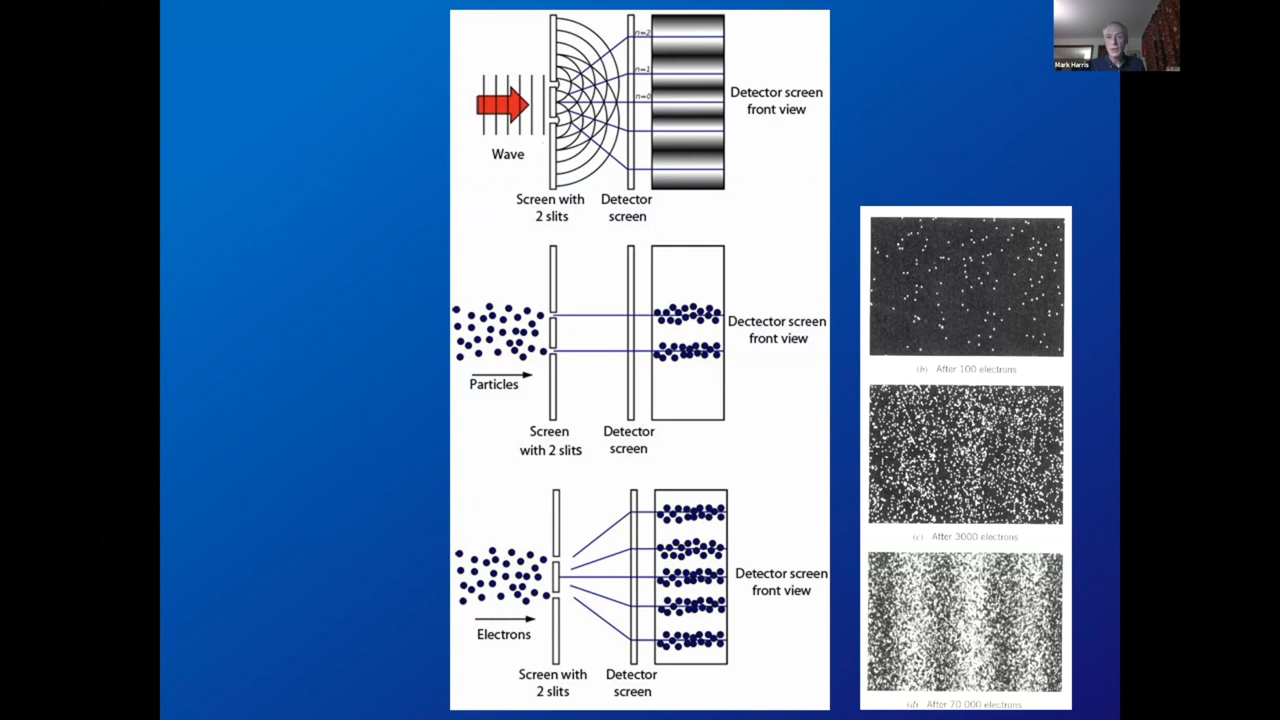 Mark Harris
n=2
n=1
n=0
Detector screen
front view
Wave
Screen with
2 slits
Detector
screen
Dectector screen
front view
Particles
Screen
with 2 slits
Detector
screen
Detector screen
front view
Electrons
Screen with
2 slits
Detector
screen
(b) After 100 electrons
(c) After 3000 electrons
(d) After 70 000 electrons